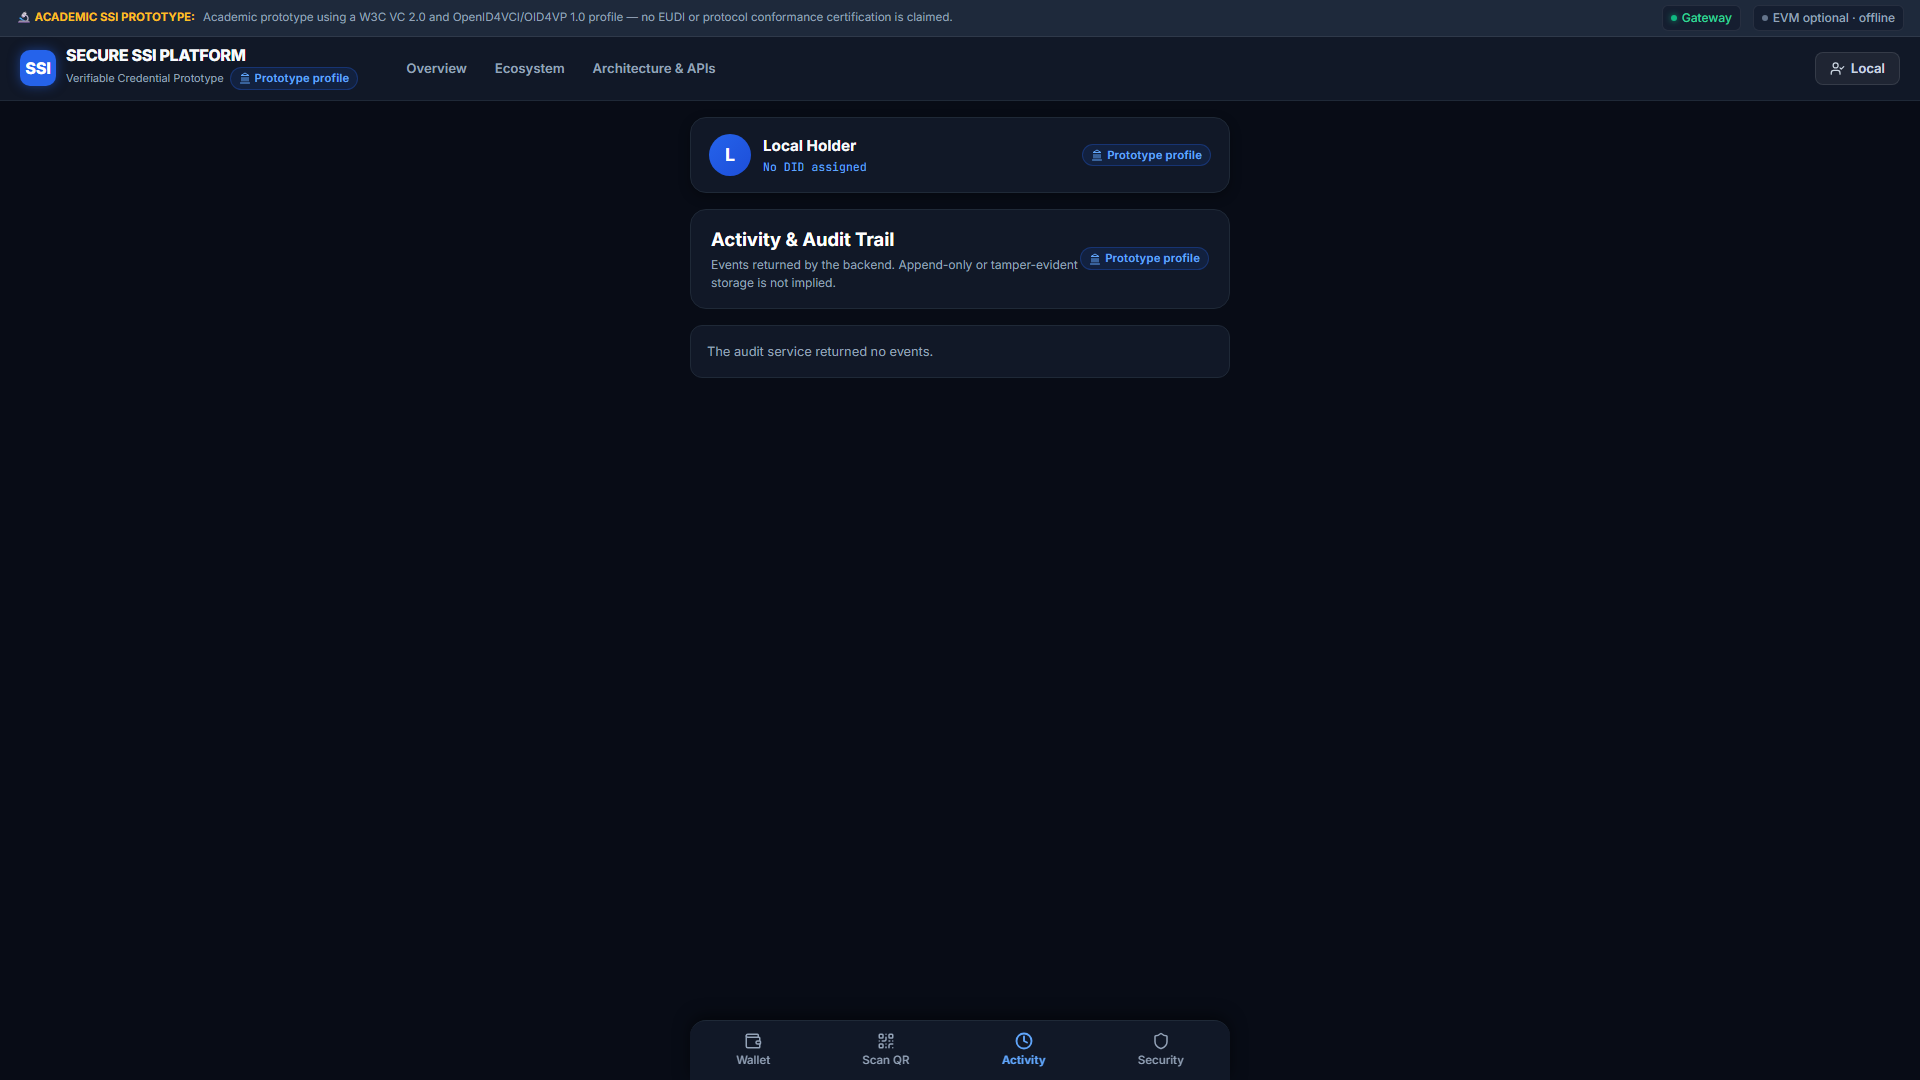 ACADEMIC SSI PROTOTYPE: Academic prototype using a W3C VC 2.0 and OpenID4VCI/OID4VP 1.0 profile — no EUDI or protocol conformance certification is claimed.
Gateway
EVM optional · offline
SSI
SECURE SSI PLATFORM
Verifiable Credential Prototype
Prototype profile
Overview
Ecosystem
Architecture & APIs
Local
L
Local Holder
No DID assigned
Prototype profile
Activity & Audit Trail
Events returned by the backend. Append-only or tamper-evident
storage is not implied.
Prototype profile
The audit service returned no events.
Wallet
Scan QR
Activity
Security